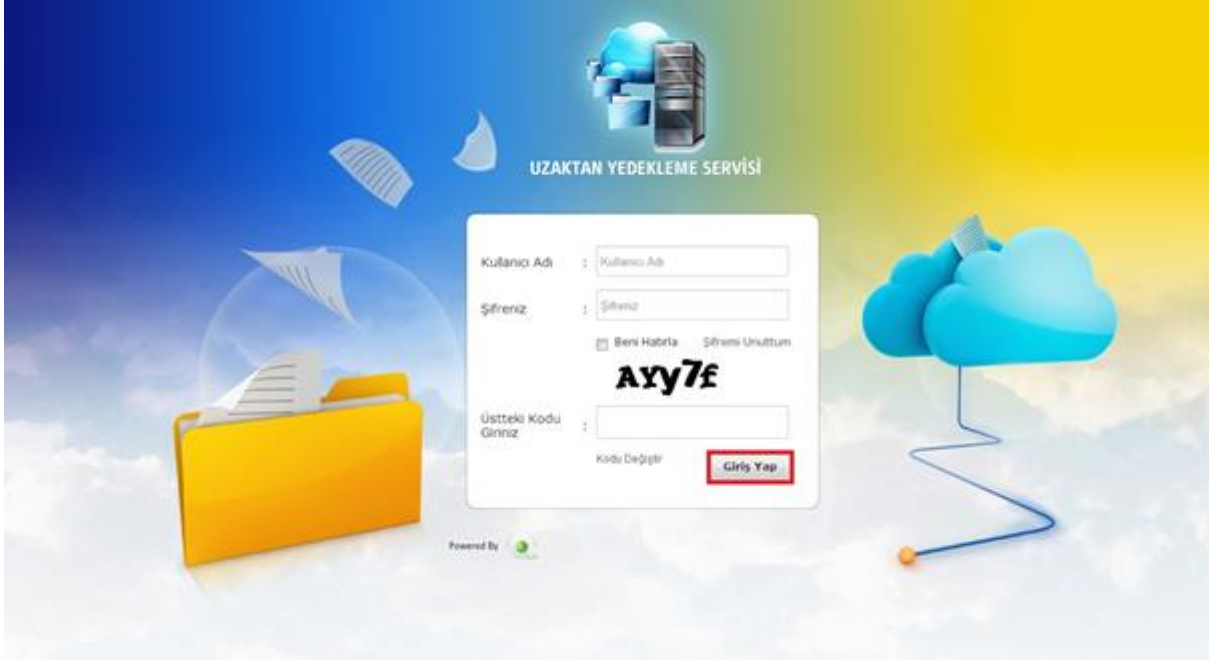 UZAKTAN YEDEKLEME SERVİSİ
Kullanıcı Adı : Kullanıcı Adı
Şifreniz : Şifreniz
Beni Hatırla Şifremi Unuttum
AYy7f
Üstteki Kodu
Giriniz :
Kodu Değiştir Giriş Yap
Powered By